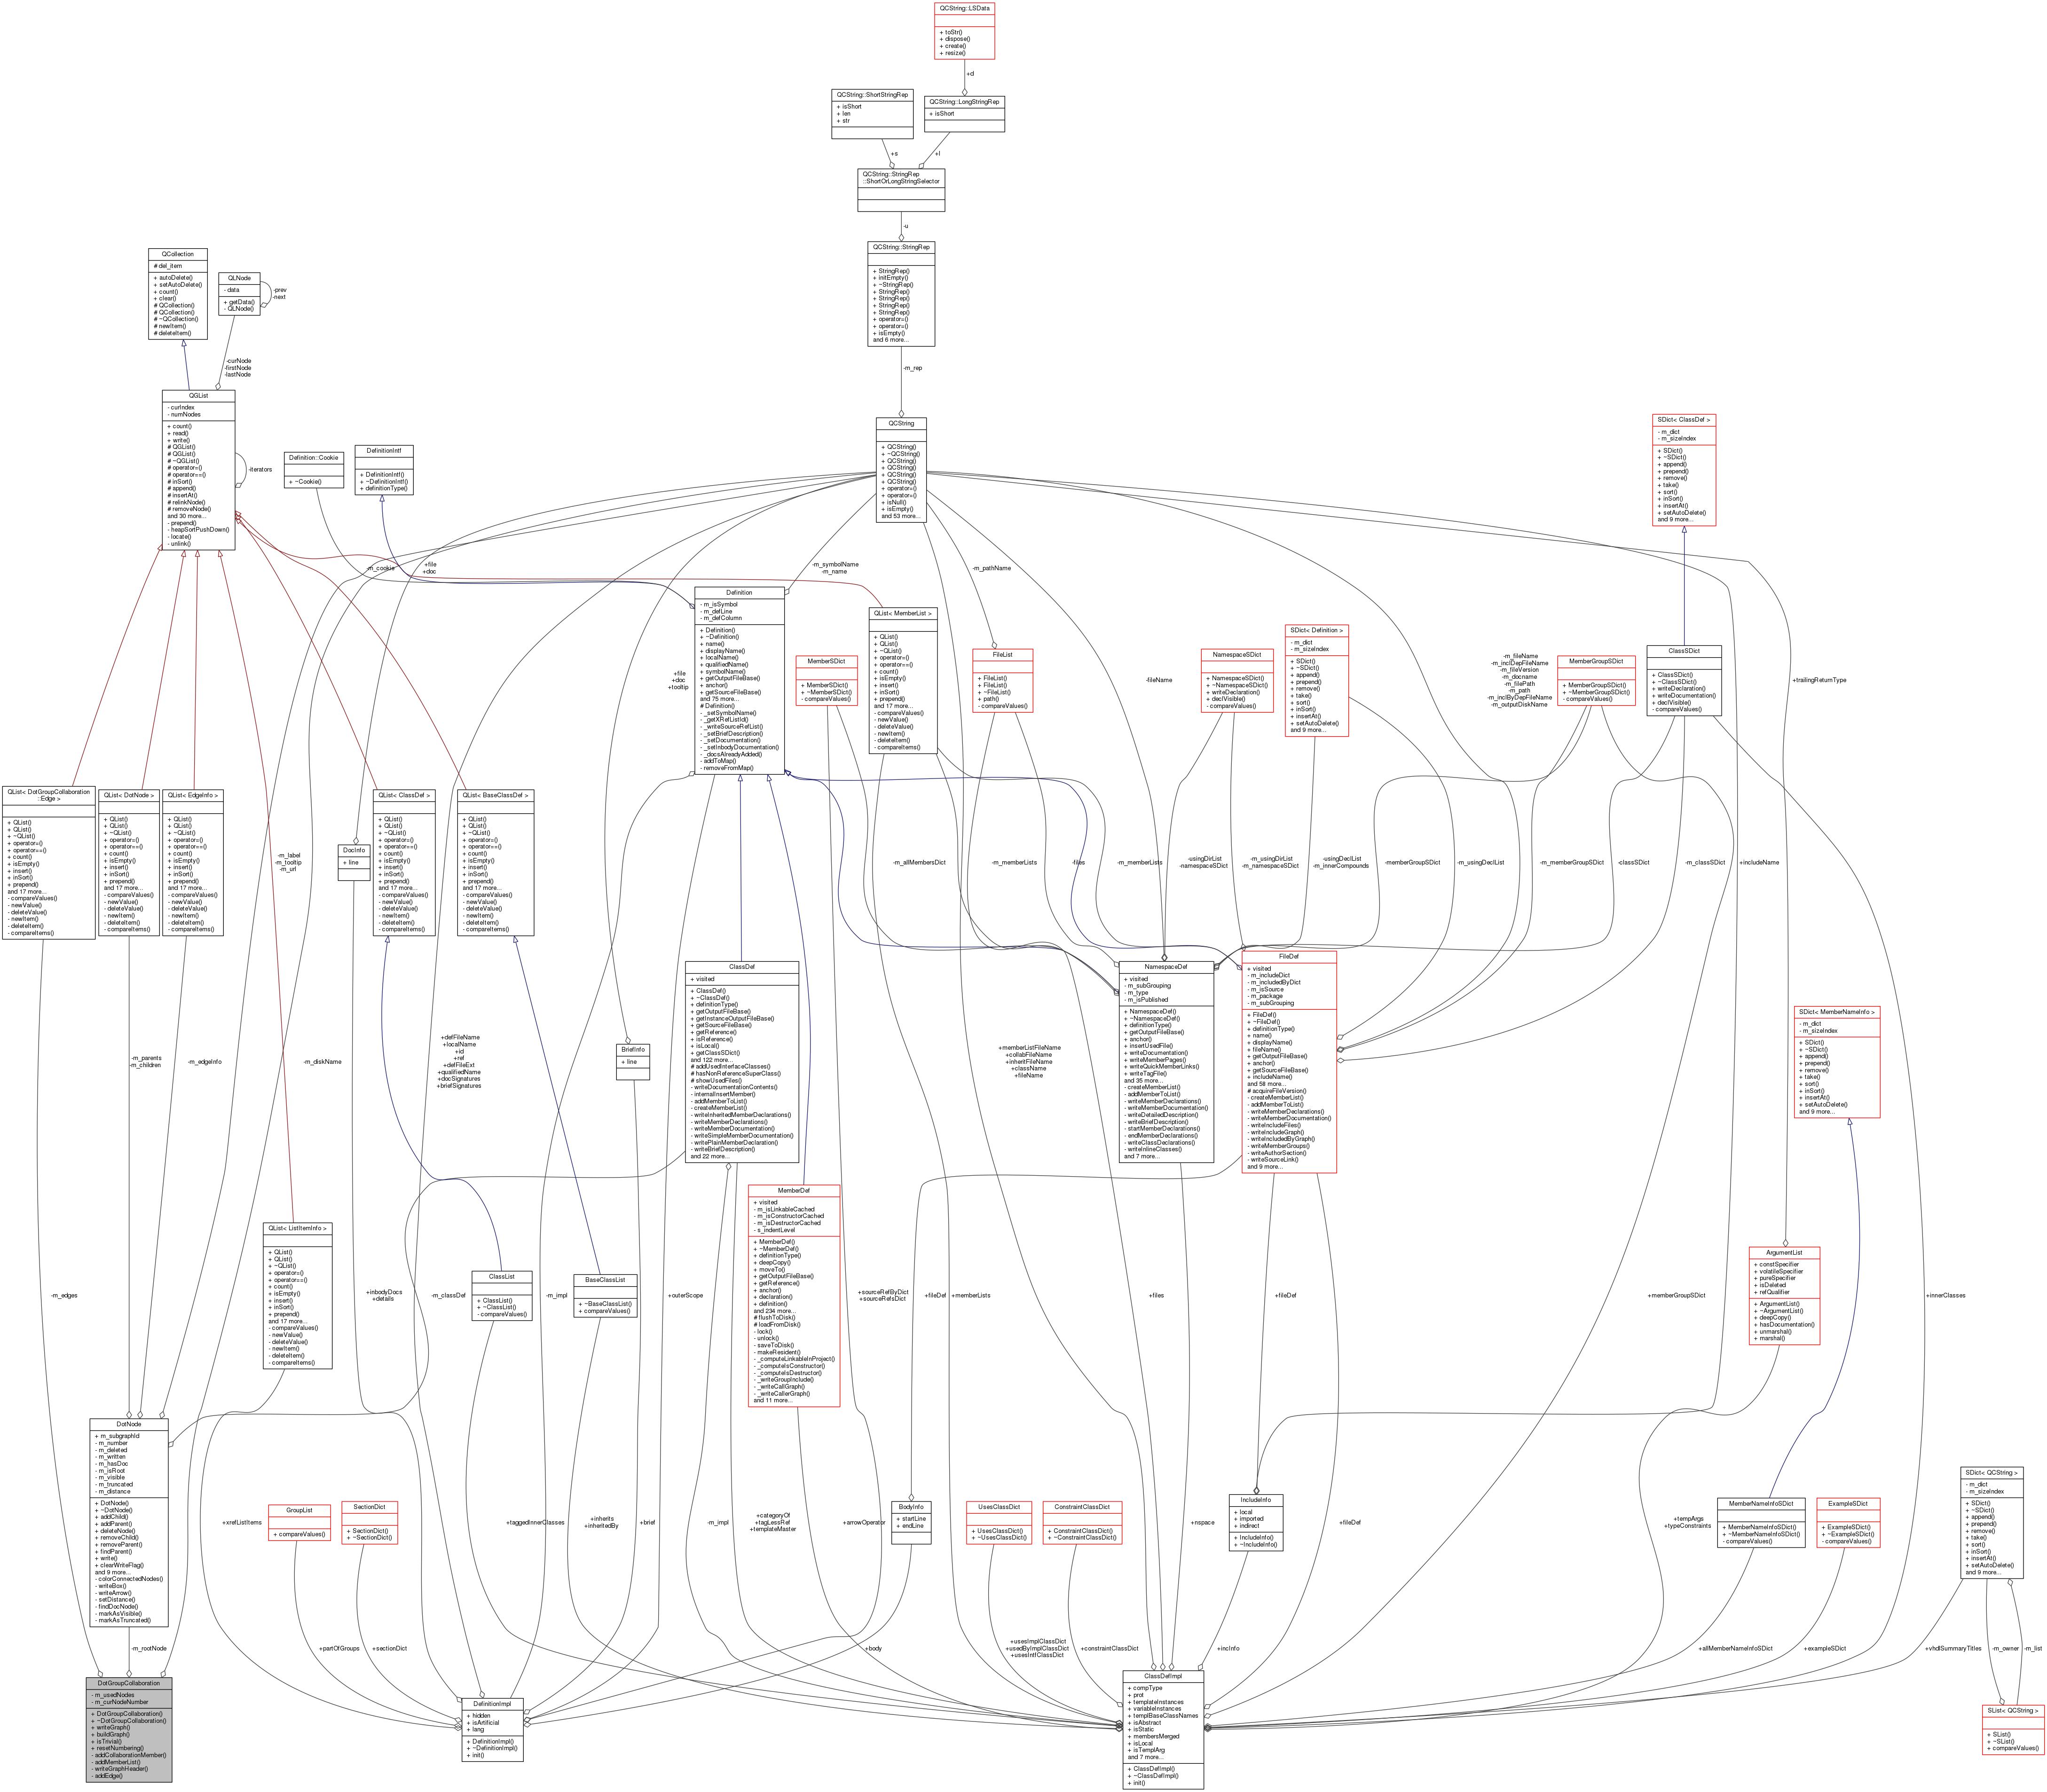 QCString::LSData
+ toStr()
+ dispose()
+ create()
+ resize()
+d
QCString::ShortStringRep
+ isShort
+ len
+ str
QCString::LongStringRep
+ isShort
+s
+l
QCString::StringRep
::ShortOrLongStringSelector
-u
QCString::StringRep
+ StringRep()
+ initEmpty()
+ ~StringRep()
+ StringRep()
+ StringRep()
+ StringRep()
+ StringRep()
+ operator=()
+ operator=()
+ isEmpty()
and 6 more...
-m_rep
QCollection
# del_item
+ autoDelete()
+ setAutoDelete()
+ count()
+ clear()
# QCollection()
# QCollection()
# ~QCollection()
# newItem()
# deleteItem()
QLNode
- data
+ getData()
- QLNode()
-prev
-next
-curNode
-firstNode
-lastNode
QGList
- curIndex
- numNodes
+ count()
+ read()
+ write()
# QGList()
# QGList()
# ~QGList()
# operator=()
# operator==()
# inSort()
# append()
# insertAt()
# relinkNode()
# removeNode()
and 30 more...
- prepend()
- heapSortPushDown()
- locate()
- unlink()
-iterators
Definition::Cookie
+ ~Cookie()
DefinitionIntf
+ DefinitionIntf()
+ ~DefinitionIntf()
+ definitionType()
QCString
+ QCString()
+ ~QCString()
+ QCString()
+ QCString()
+ QCString()
+ QCString()
+ operator=()
+ operator=()
+ isNull()
+ isEmpty()
and 53 more...
SDict< ClassDef >
- m_dict
- m_sizeIndex
+ SDict()
+ ~SDict()
+ append()
+ prepend()
+ remove()
+ take()
+ sort()
+ inSort()
+ insertAt()
+ setAutoDelete()
and 9 more...
-m_cookie
+file
+doc
-m_symbolName
-m_name
-m_pathName
Definition
- m_isSymbol
- m_defLine
- m_defColumn
+ Definition()
+ ~Definition()
+ name()
+ displayName()
+ localName()
+ qualifiedName()
+ symbolName()
+ getOutputFileBase()
+ anchor()
+ getSourceFileBase()
and 75 more...
# Definition()
- _setSymbolName()
- _getXRefListId()
- _writeSourceRefList()
- _setBriefDescription()
- _setDocumentation()
- _setInbodyDocumentation()
- _docsAlreadyAdded()
- addToMap()
- removeFromMap()
+file
+doc
+tooltip
MemberSDict
+ MemberSDict()
+ ~MemberSDict()
- compareValues()
QList< MemberList >
+ QList()
+ QList()
+ ~QList()
+ operator=()
+ operator==()
+ count()
+ isEmpty()
+ insert()
+ inSort()
+ prepend()
and 17 more...
- compareValues()
- newValue()
- deleteValue()
- newItem()
- deleteItem()
- compareItems()
FileList
+ FileList()
+ FileList()
+ ~FileList()
+ path()
- compareValues()
-fileName
NamespaceSDict
+ NamespaceSDict()
+ ~NamespaceSDict()
+ writeDeclaration()
+ declVisible()
- compareValues()
SDict< Definition >
- m_dict
- m_sizeIndex
+ SDict()
+ ~SDict()
+ append()
+ prepend()
+ remove()
+ take()
+ sort()
+ inSort()
+ insertAt()
+ setAutoDelete()
and 9 more...
-m_fileName
-m_inclDepFileName
-m_fileVersion
-m_docname
-m_filePath
-m_path
-m_inclByDepFileName
-m_outputDiskName
MemberGroupSDict
+ MemberGroupSDict()
+ ~MemberGroupSDict()
- compareValues()
ClassSDict
+ ClassSDict()
+ ~ClassSDict()
+ writeDeclaration()
+ writeDocumentation()
+ declVisible()
- compareValues()
+trailingReturnType
QList< DotGroupCollaboration
::Edge >
+ QList()
+ QList()
+ ~QList()
+ operator=()
+ operator==()
+ count()
+ isEmpty()
+ insert()
+ inSort()
+ prepend()
and 17 more...
- compareValues()
- newValue()
- deleteValue()
- newItem()
- deleteItem()
- compareItems()
QList< DotNode >
+ QList()
+ QList()
+ ~QList()
+ operator=()
+ operator==()
+ count()
+ isEmpty()
+ insert()
+ inSort()
+ prepend()
and 17 more...
- compareValues()
- newValue()
- deleteValue()
- newItem()
- deleteItem()
- compareItems()
QList< EdgeInfo >
+ QList()
+ QList()
+ ~QList()
+ operator=()
+ operator==()
+ count()
+ isEmpty()
+ insert()
+ inSort()
+ prepend()
and 17 more...
- compareValues()
- newValue()
- deleteValue()
- newItem()
- deleteItem()
- compareItems()
-m_label
-m_tooltip
-m_url
DocInfo
+ line
QList< ClassDef >
+ QList()
+ QList()
+ ~QList()
+ operator=()
+ operator==()
+ count()
+ isEmpty()
+ insert()
+ inSort()
+ prepend()
and 17 more...
- compareValues()
- newValue()
- deleteValue()
- newItem()
- deleteItem()
- compareItems()
QList< BaseClassDef >
+ QList()
+ QList()
+ ~QList()
+ operator=()
+ operator==()
+ count()
+ isEmpty()
+ insert()
+ inSort()
+ prepend()
and 17 more...
- compareValues()
- newValue()
- deleteValue()
- newItem()
- deleteItem()
- compareItems()
-m_allMembersDict
-m_memberLists
-files
-m_memberLists
-usingDirList
-namespaceSDict
-m_usingDirList
-m_namespaceSDict
-usingDeclList
-m_innerCompounds
-memberGroupSDict
-m_usingDeclList
-m_memberGroupSDict
-classSDict
-m_classSDict
+includeName
ClassDef
+ visited
+ ClassDef()
+ ~ClassDef()
+ definitionType()
+ getOutputFileBase()
+ getInstanceOutputFileBase()
+ getSourceFileBase()
+ getReference()
+ isReference()
+ isLocal()
+ getClassSDict()
and 122 more...
# addUsedInterfaceClasses()
# hasNonReferenceSuperClass()
# showUsedFiles()
- writeDocumentationContents()
- internalInsertMember()
- addMemberToList()
- createMemberList()
- writeInheritedMemberDeclarations()
- writeMemberDeclarations()
- writeMemberDocumentation()
- writeSimpleMemberDocumentation()
- writePlainMemberDeclaration()
- writeBriefDescription()
and 22 more...
NamespaceDef
+ visited
- m_subGrouping
- m_type
- m_isPublished
+ NamespaceDef()
+ ~NamespaceDef()
+ definitionType()
+ getOutputFileBase()
+ anchor()
+ insertUsedFile()
+ writeDocumentation()
+ writeMemberPages()
+ writeQuickMemberLinks()
+ writeTagFile()
and 35 more...
- createMemberList()
- addMemberToList()
- writeMemberDeclarations()
- writeMemberDocumentation()
- writeDetailedDescription()
- writeBriefDescription()
- startMemberDeclarations()
- endMemberDeclarations()
- writeClassDeclarations()
- writeInlineClasses()
and 7 more...
FileDef
+ visited
- m_includeDict
- m_includedByDict
- m_isSource
- m_package
- m_subGrouping
+ FileDef()
+ ~FileDef()
+ definitionType()
+ name()
+ displayName()
+ fileName()
+ getOutputFileBase()
+ anchor()
+ getSourceFileBase()
+ includeName()
and 58 more...
# acquireFileVersion()
- createMemberList()
- addMemberToList()
- writeMemberDeclarations()
- writeMemberDocumentation()
- writeIncludeFiles()
- writeIncludeGraph()
- writeIncludedByGraph()
- writeMemberGroups()
- writeAuthorSection()
- writeSourceLink()
and 9 more...
SDict< MemberNameInfo >
- m_dict
- m_sizeIndex
+ SDict()
+ ~SDict()
+ append()
+ prepend()
+ remove()
+ take()
+ sort()
+ inSort()
+ insertAt()
+ setAutoDelete()
and 9 more...
-m_parents
-m_children
-m_edgeInfo
-m_diskName
+defFileName
+localName
+id
+ref
+defFileExt
+qualifiedName
+docSignatures
+briefSignatures
BriefInfo
+ line
+memberListFileName
+collabFileName
+inheritFileName
+className
+fileName
MemberDef
+ visited
- m_isLinkableCached
- m_isConstructorCached
- m_isDestructorCached
- s_indentLevel
+ MemberDef()
+ ~MemberDef()
+ definitionType()
+ deepCopy()
+ moveTo()
+ getOutputFileBase()
+ getReference()
+ anchor()
+ declaration()
+ definition()
and 234 more...
# flushToDisk()
# loadFromDisk()
- lock()
- unlock()
- saveToDisk()
- makeResident()
- _computeLinkableInProject()
- _computeIsConstructor()
- _computeIsDestructor()
- _writeGroupInclude()
- _writeCallGraph()
- _writeCallerGraph()
and 11 more...
QList< ListItemInfo >
+ QList()
+ QList()
+ ~QList()
+ operator=()
+ operator==()
+ count()
+ isEmpty()
+ insert()
+ inSort()
+ prepend()
and 17 more...
- compareValues()
- newValue()
- deleteValue()
- newItem()
- deleteItem()
- compareItems()
ArgumentList
+ constSpecifier
+ volatileSpecifier
+ pureSpecifier
+ isDeleted
+ refQualifier
+ ArgumentList()
+ ~ArgumentList()
+ deepCopy()
+ hasDocumentation()
+ unmarshal()
+ marshal()
-m_edges
+inbodyDocs
+details
-m_classDef
ClassList
+ ClassList()
+ ~ClassList()
- compareValues()
-m_impl
BaseClassList
+ ~BaseClassList()
+ compareValues()
+outerScope
+sourceRefByDict
+sourceRefsDict
+fileDef
+memberLists
+files
+fileDef
+memberGroupSDict
+innerClasses
DotNode
+ m_subgraphId
- m_number
- m_deleted
- m_written
- m_hasDoc
- m_isRoot
- m_visible
- m_truncated
- m_distance
+ DotNode()
+ ~DotNode()
+ addChild()
+ addParent()
+ deleteNode()
+ removeChild()
+ removeParent()
+ findParent()
+ write()
+ clearWriteFlag()
and 9 more...
- colorConnectedNodes()
- writeBox()
- writeArrow()
- setDistance()
- findDocNode()
- markAsVisible()
- markAsTruncated()
+xrefListItems
GroupList
+ compareValues()
SectionDict
+ SectionDict()
+ ~SectionDict()
+taggedInnerClasses
+inherits
+inheritedBy
+brief
-m_impl
+categoryOf
+tagLessRef
+templateMaster
+arrowOperator
BodyInfo
+ startLine
+ endLine
UsesClassDict
+ UsesClassDict()
+ ~UsesClassDict()
ConstraintClassDict
+ ConstraintClassDict()
+ ~ConstraintClassDict()
+nspace
IncludeInfo
+ local
+ imported
+ indirect
+ IncludeInfo()
+ ~IncludeInfo()
+fileDef
+tempArgs
+typeConstraints
MemberNameInfoSDict
+ MemberNameInfoSDict()
+ ~MemberNameInfoSDict()
- compareValues()
ExampleSDict
+ ExampleSDict()
+ ~ExampleSDict()
- compareValues()
SDict< QCString >
- m_dict
- m_sizeIndex
+ SDict()
+ ~SDict()
+ append()
+ prepend()
+ remove()
+ take()
+ sort()
+ inSort()
+ insertAt()
+ setAutoDelete()
and 9 more...
-m_rootNode
+partOfGroups
+sectionDict
+body
+usesImplClassDict
+usedByImplClassDict
+usesIntfClassDict
+constraintClassDict
+incInfo
+allMemberNameInfoSDict
+exampleSDict
+vhdlSummaryTitles
-m_owner
-m_list
DotGroupCollaboration
- m_usedNodes
- m_curNodeNumber
+ DotGroupCollaboration()
+ ~DotGroupCollaboration()
+ writeGraph()
+ buildGraph()
+ isTrivial()
+ resetNumbering()
- addCollaborationMember()
- addMemberList()
- writeGraphHeader()
- addEdge()
DefinitionImpl
+ hidden
+ isArtificial
+ lang
+ DefinitionImpl()
+ ~DefinitionImpl()
+ init()
ClassDefImpl
+ compType
+ prot
+ templateInstances
+ variableInstances
+ templBaseClassNames
+ isAbstract
+ isStatic
+ membersMerged
+ isLocal
+ isTemplArg
and 7 more...
+ ClassDefImpl()
+ ~ClassDefImpl()
+ init()
SList< QCString >
+ SList()
+ ~SList()
+ compareValues()